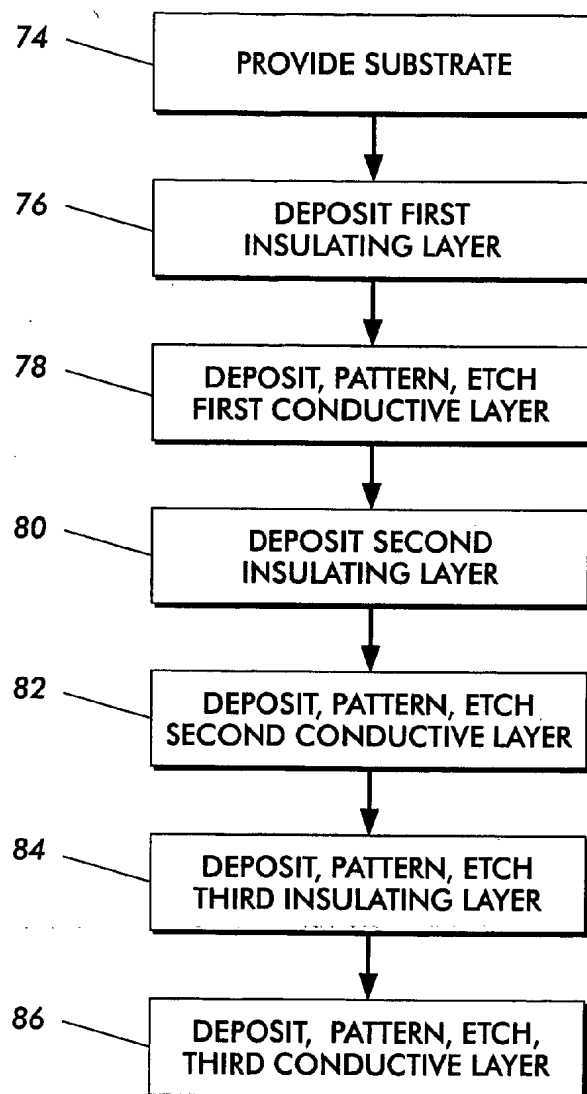 74
PROVIDE SUBSTRATE
76
DEPOSIT FIRST
INSULATING LAYER
78
DEPOSIT, PATTERN, ETCH
FIRST CONDUCTIVE LAYER
80
DEPOSIT SECOND
INSULATING LAYER
82
DEPOSIT, PATTERN, ETCH
SECOND CONDUCTIVE LAYER
84
DEPOSIT, PATTERN, ETCH
THIRD INSULATING LAYER
86
DEPOSIT, PATTERN, ETCH,
THIRD CONDUCTIVE LAYER